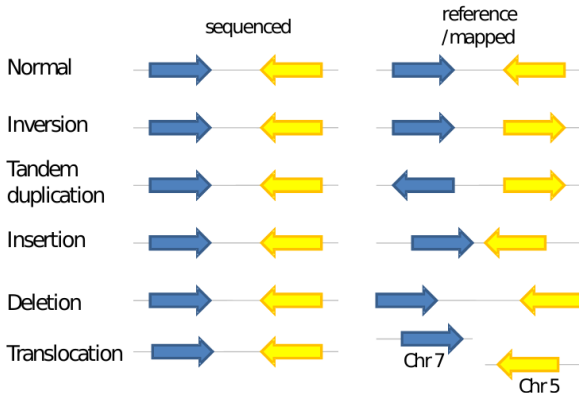 sequenced
reference
/mapped
Normal
Inversion
Tandem
duplication
Insertion
Deletion
Translocation
Chr 7
Chr 5